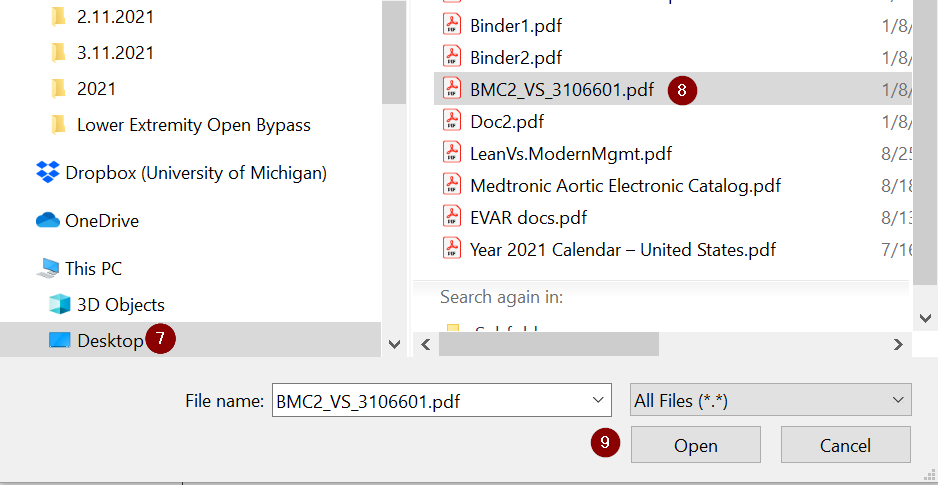 2.11.2021
3.11.2021
2021
Lower Extremity Open Bypass
Dropbox (University of Michigan)
OneDrive
This PC
3D Objects
Desktop 7
Binder1.pdf
Binder2.pdf 1/8/
BMC2_VS_3106601.pdf 8 1/8/
Doc2.pdf 1/8/
LeanVs.ModernMgmt.pdf 8/25
Medtronic Aortic Electronic Catalog.pdf 8/18
EVAR docs.pdf 8/13
Year 2021 Calendar – United States.pdf 7/16
Search again in:
File name: BMC2_VS_3106601.pdf All Files (*.*)
9 Open Cancel